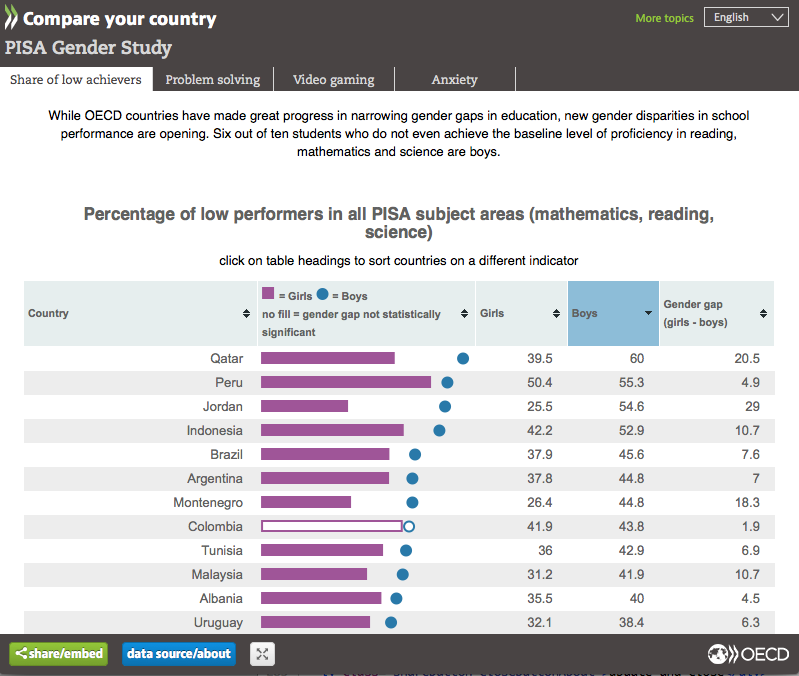 Compare your country
More topics
English
PISA Gender Study
Share of low achievers
Problem solving
Video gaming
Anxiety
While OECD countries have made great progress in narrowing gender gaps in education, new gender disparities in school
performance are opening. Six out of ten students who do not even achieve the baseline level of proficiency in reading,
mathematics and science are boys.
Percentage of low performers in all PISA subject areas (mathematics, reading,
science)
click on table headings to sort countries on a different indicator
Country
= Girls = Boys
no fill = gender gap not statistically
significant
Girls
Boys
Gender gap
(girls - boys)
Qatar 39.5 60 20.5
Peru 50.4 55.3 4.9
Jordan 25.5 54.6 29
Indonesia 42.2 52.9 10.7
Brazil 37.9 45.6 7.6
Argentina 37.8 44.8 7
Montenegro 26.4 44.8 18.3
Colombia 41.9 43.8 1.9
Tunisia 36 42.9 6.9
Malaysia 31.2 41.9 10.7
Albania 35.5 40 4.5
Uruguay 32.1 38.4 6.3
share/embed
data source/about
OECD